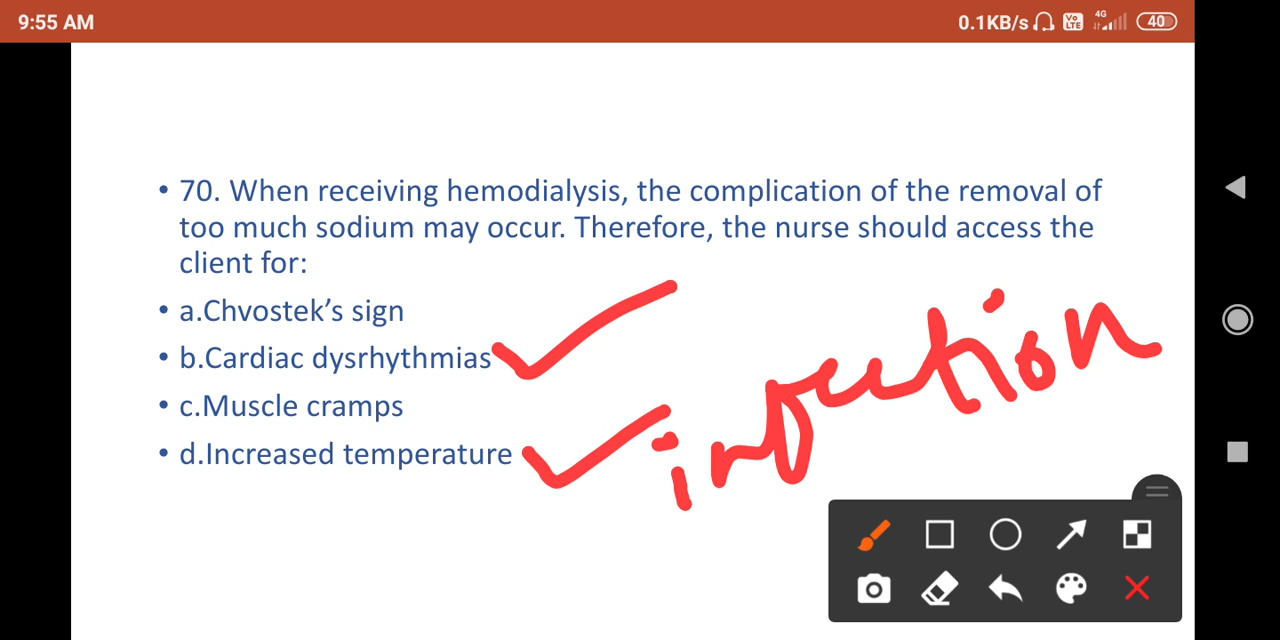 9:55 AM
0.1KB/s Vo LTE 4G 40
• 70. When receiving hemodialysis, the complication of the removal of
too much sodium may occur. Therefore, the nurse should access the
client for:
• a.Chvostek’s sign
• b.Cardiac dysrhythmias
• c.Muscle cramps
• d.Increased temperature
infection